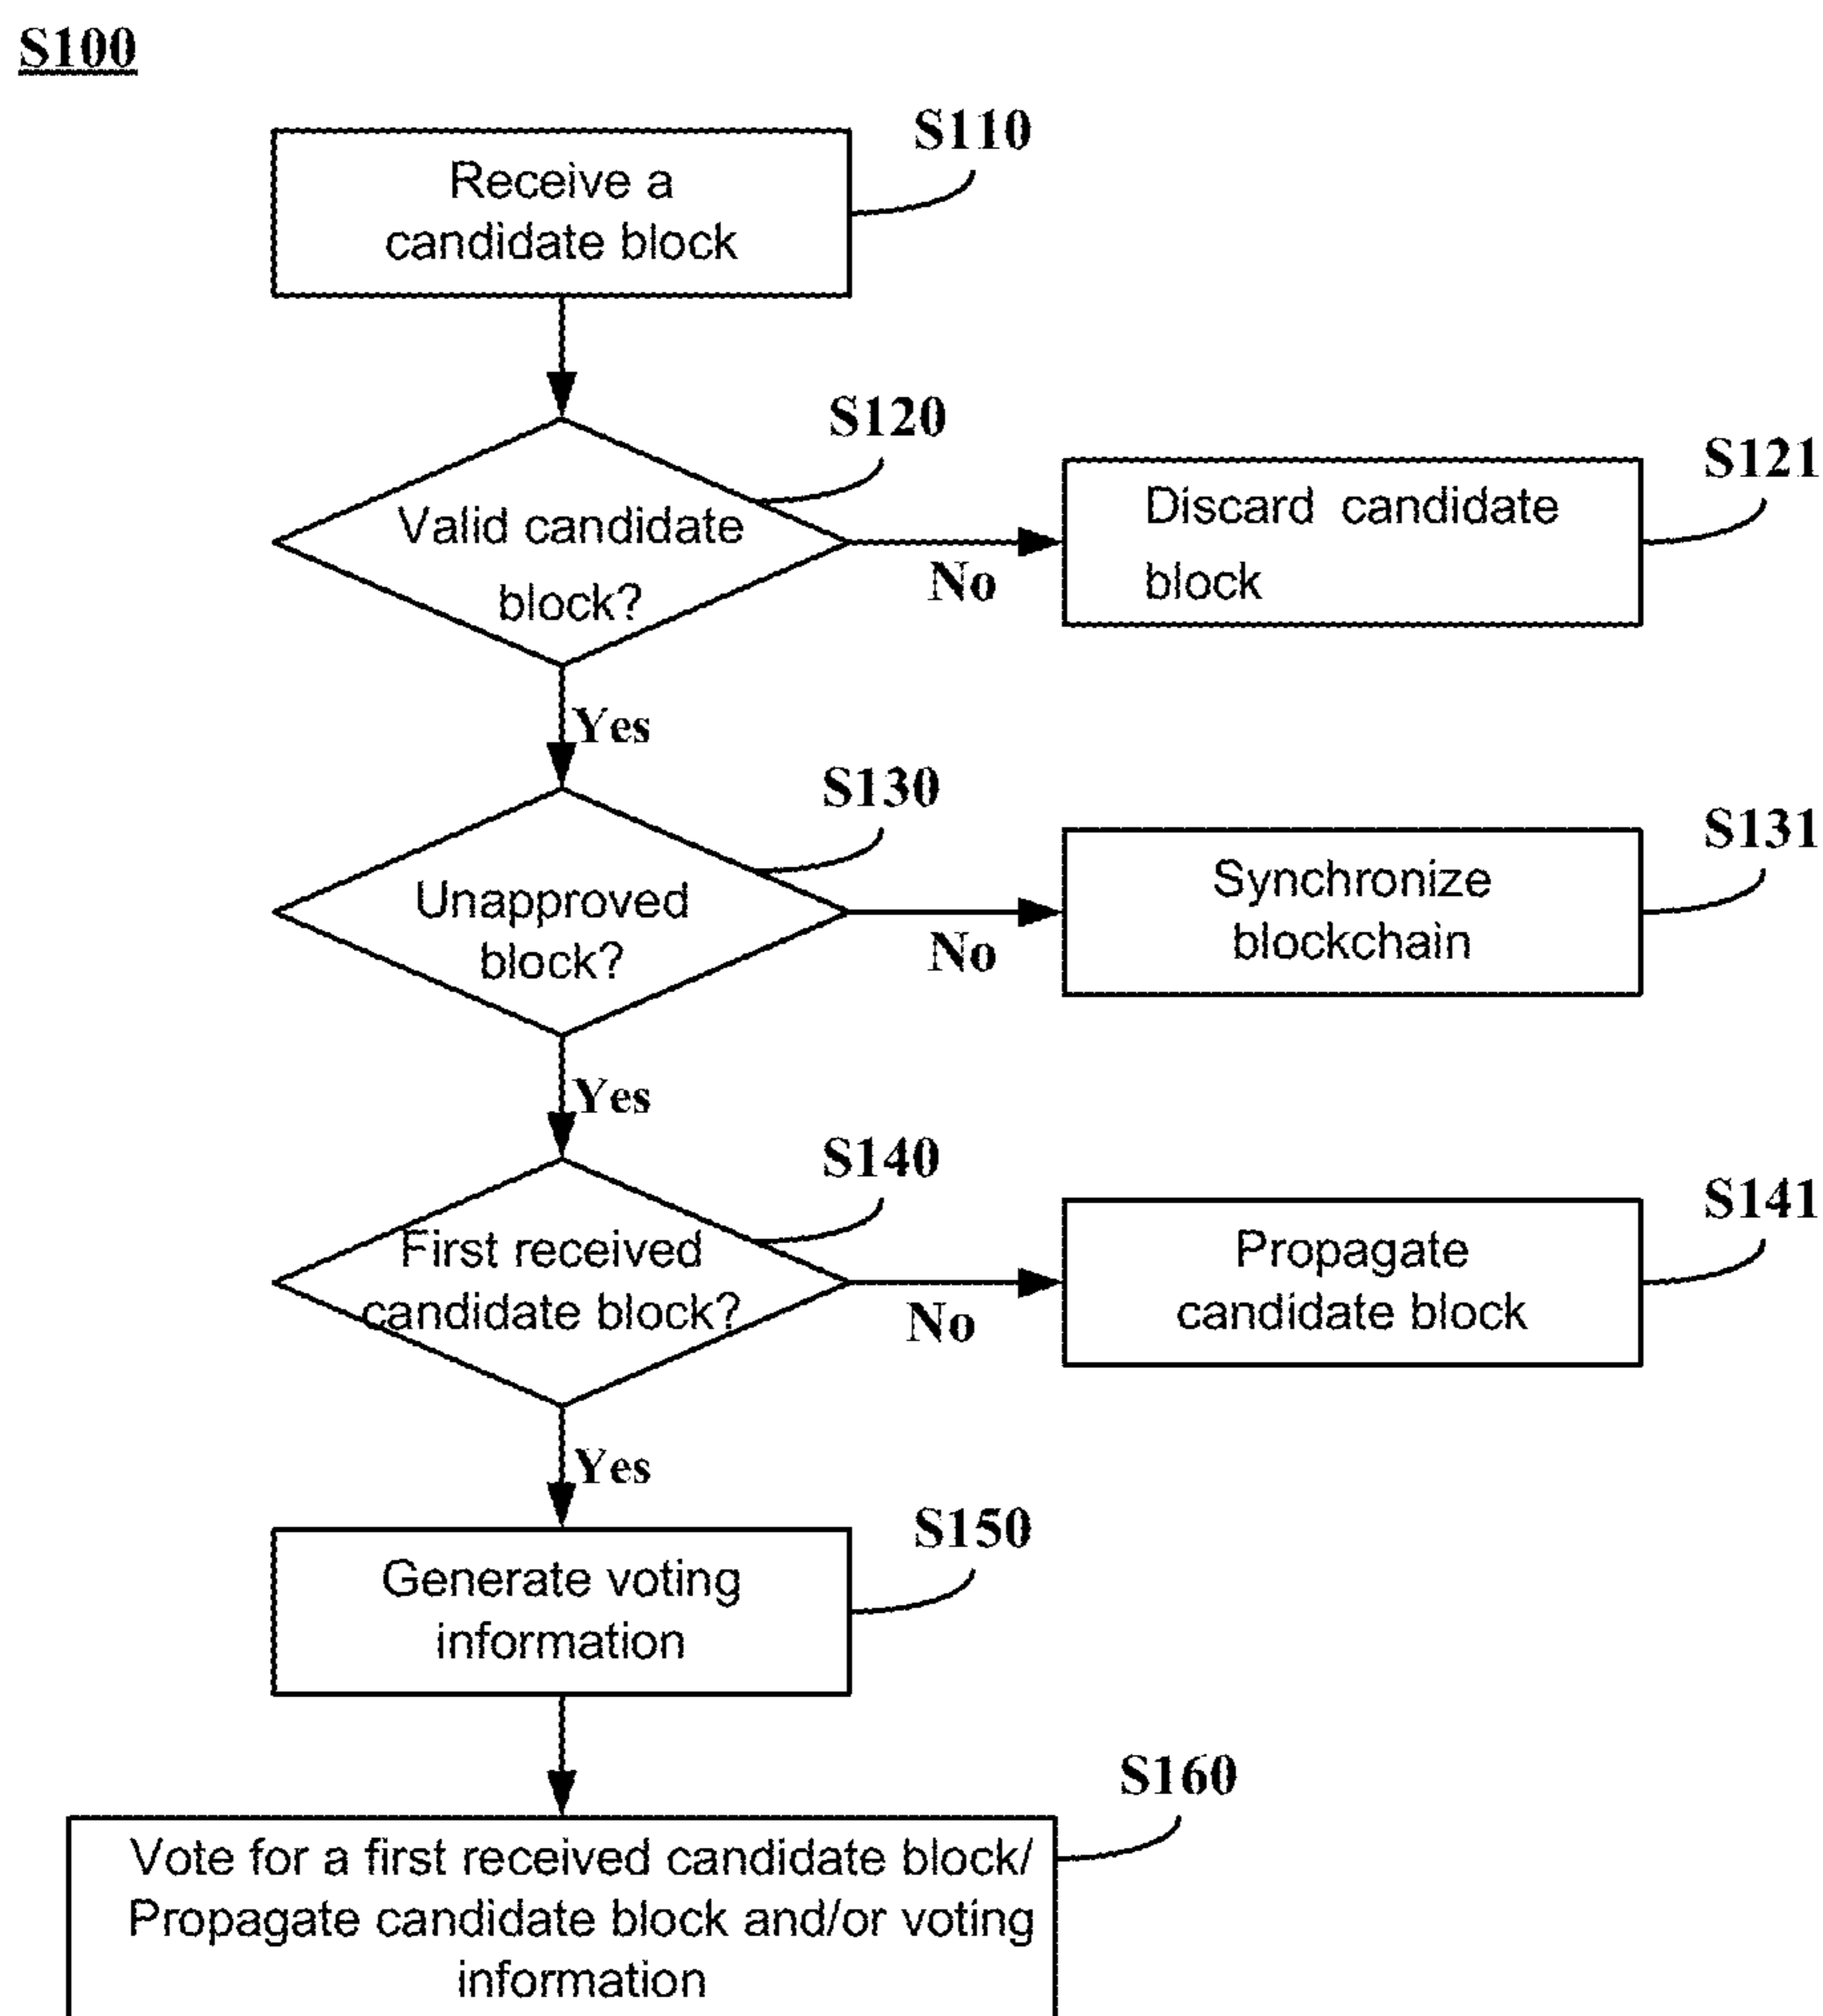 S100
S110
Receive a
candidate block
S120
Valid candidate
block?
No
S121
Discard candidate
block
Yes
S130
Unapproved
block?
No
S131
Synchronize
blockchain
Yes
S140
First received
candidate block?
No
S141
Propagate
candidate block
Yes
S150
Generate voting
information
S160
Vote for a first received candidate block/
Propagate candidate block and/or voting
information